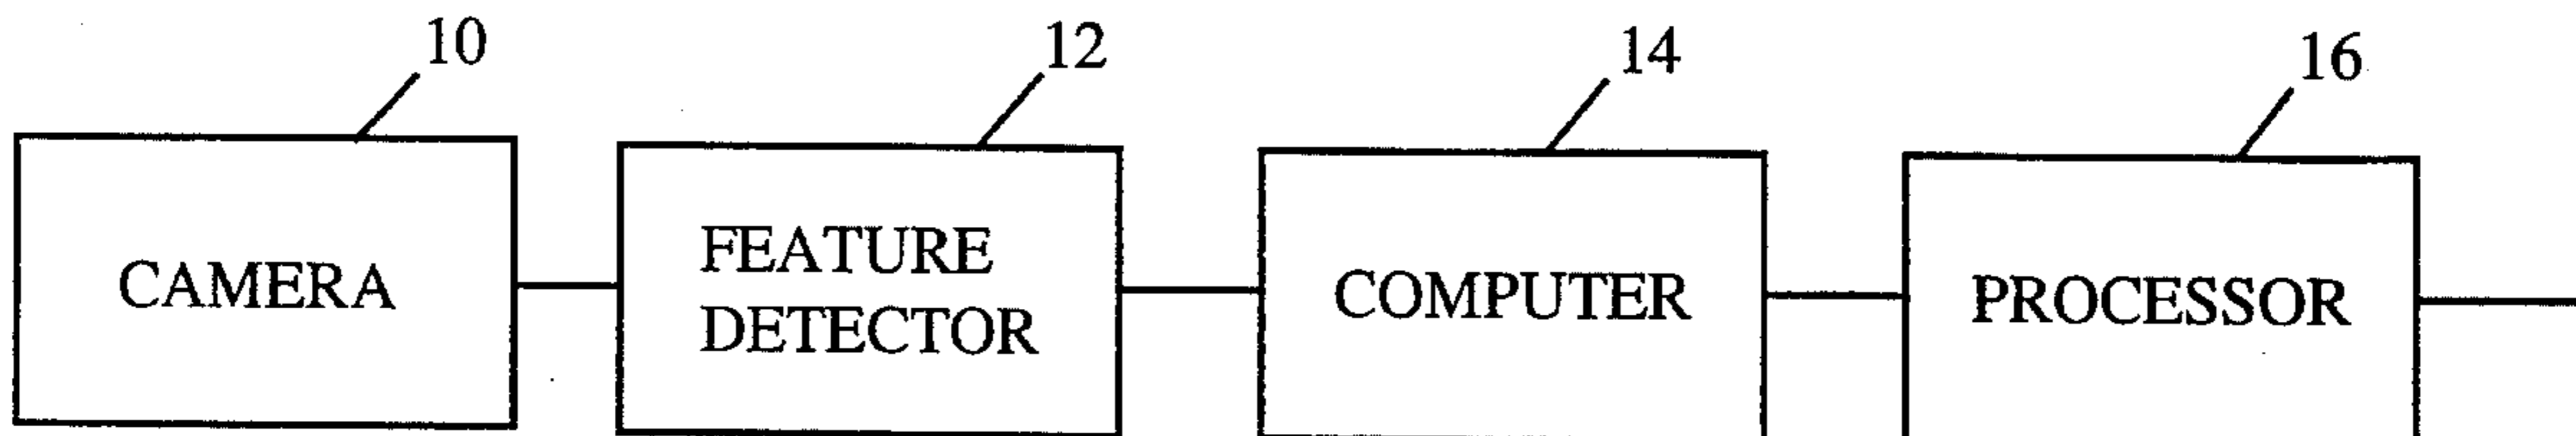 10
12
14
16
CAMERA
FEATURE
DETECTOR
COMPUTER
PROCESSOR